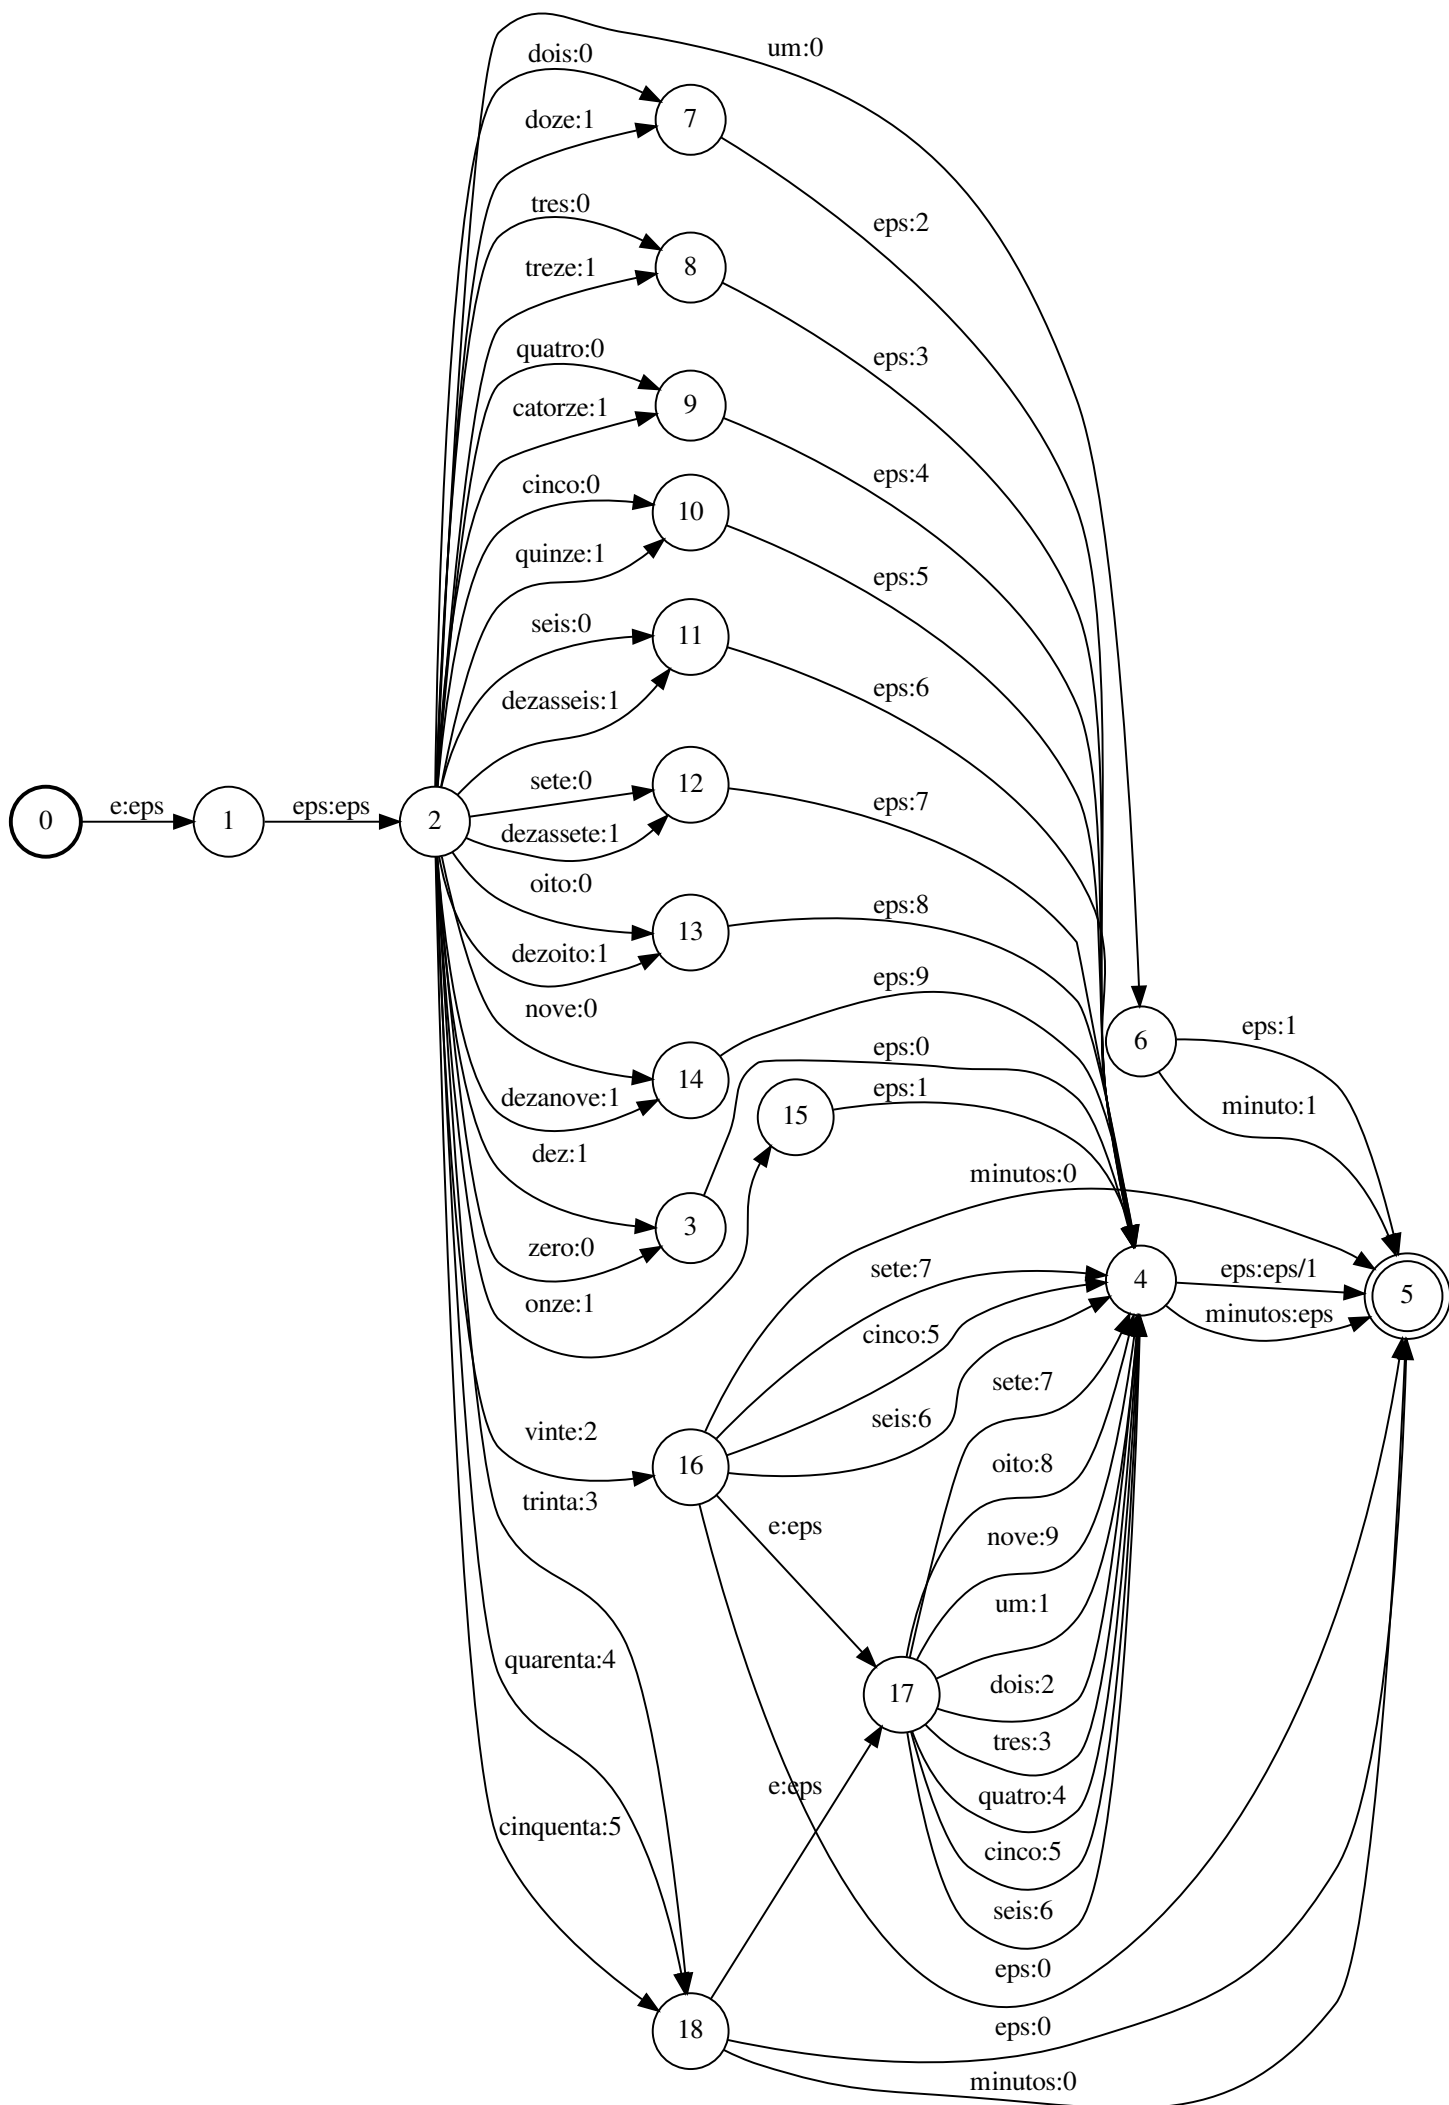 um:0
dois:0
7
doze:1
eps:2
tres:0
8
treze:1
quatro:0
eps:3
9
catorze:1
eps:4
cinco:0
10
quinze:1
eps:5
seis:0
11
dezasseis:1
eps:6
sete:0
12
eps:7
0
e:eps
1
eps:eps
2
dezassete:1
oito:0
eps:8
13
dezoito:1
eps:9
nove:0
eps:1
6
eps:0
14
eps:1
dezanove:1
minuto:1
15
dez:1
minutos:0
3
zero:0
sete:7
4
eps:eps/1
5
onze:1
minutos:eps
cinco:5
sete:7
seis:6
vinte:2
16
oito:8
trinta:3
e:eps
nove:9
um:1
quarenta:4
dois:2
17
tres:3
e:eps
quatro:4
cinquenta:5
cinco:5
seis:6
eps:0
18
eps:0
minutos:0